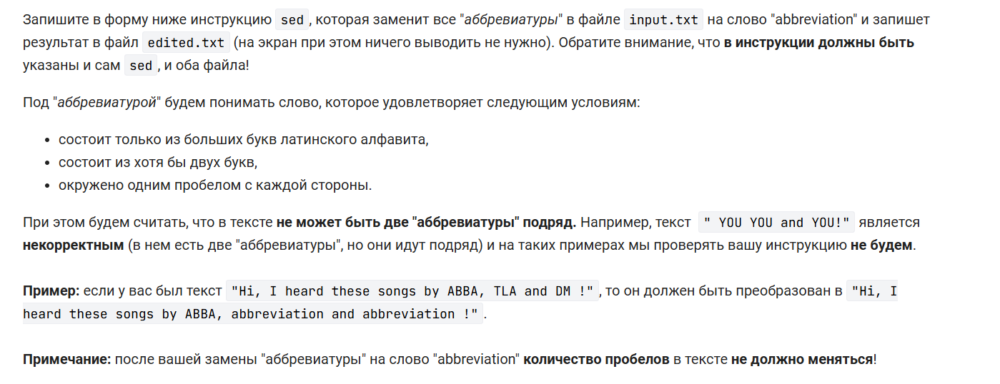 Запишите в форму ниже инструкцию sed, которая заменит все "аббревиатуры" в файле input.txt на слово "abbreviation" и запишет
результат в файл edited.txt (на экран при этом ничего выводить не нужно). Обратите внимание, что в инструкции должны быть
указаны и сам sed, и оба файла!
Под "аббревиатурой" будем понимать слово, которое удовлетворяет следующим условиям:
• состоит только из больших букв латинского алфавита,
• состоит из хотя бы двух букв,
• окружено одним пробелом с каждой стороны.
При этом будем считать, что в тексте не может быть две "аббревиатуры" подряд. Например, текст " YOU YOU and YOU!" является
некорректным (в нем есть две "аббревиатуры", но они идут подряд) и на таких примерах мы проверять вашу инструкцию не будем.
Пример: если у вас был текст "Hi, I heard these songs by ABBA, TLA and DM !", то он должен быть преобразован в "Hi, I
heard these songs by ABBA, abbreviation and abbreviation !".
Примечание: после вашей замены "аббревиатуры" на слово "abbreviation" количество пробелов в тексте не должно меняться!